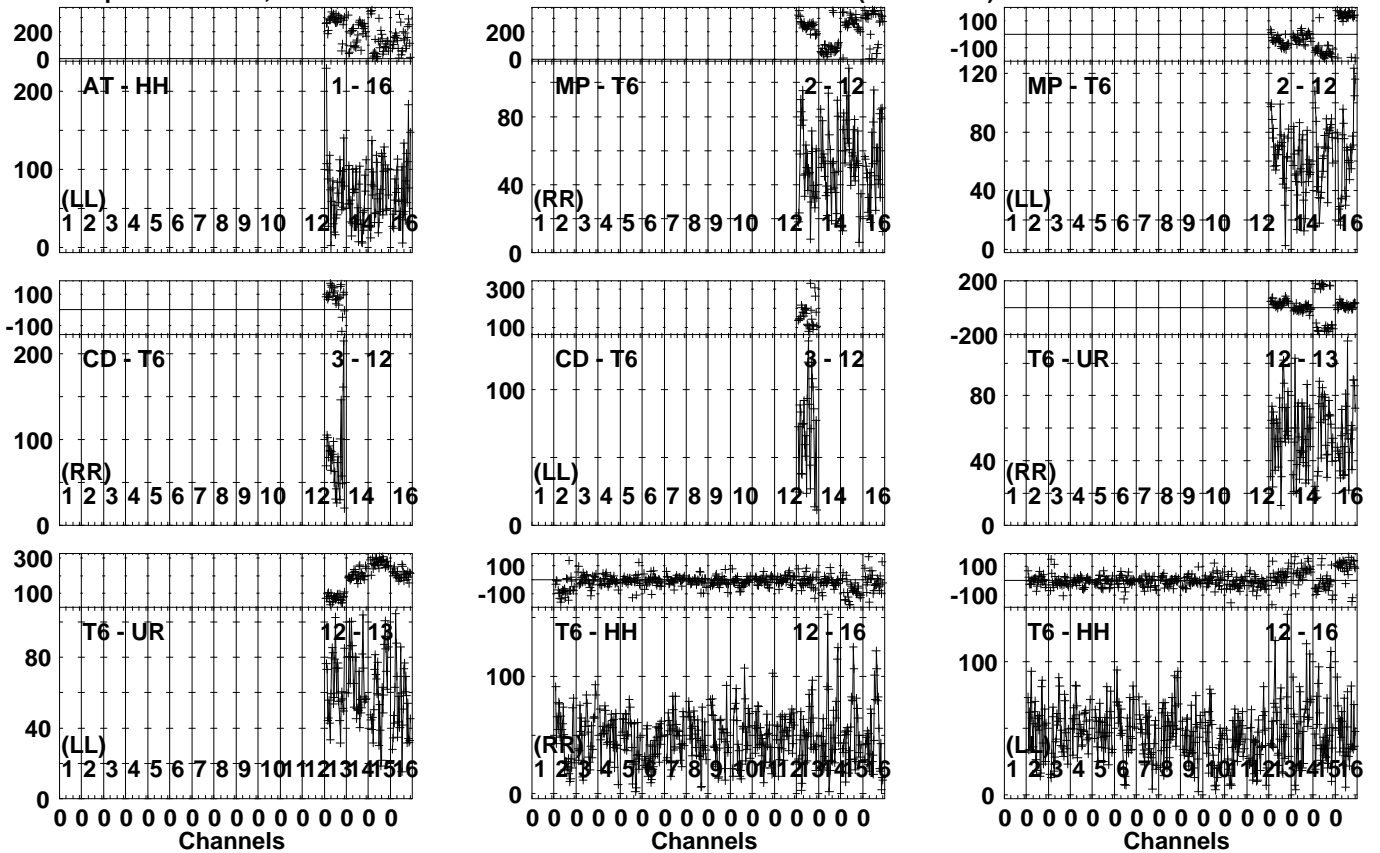 200 200 100
0 0 -100
AT - HH 1 - 16 MP - T6 2 - 12 MP - T6 2 - 12
200 80 120
100 40 80
0 0 40
0
(LL) (RR) (LL)
1 2 3 4 5 6 7 8 9 10 12 14 16 1 2 3 4 5 6 7 8 9 10 12 14 16 1 2 3 4 5 6 7 8 9 10 12 14 16
100 300 200
-100 100 -200
CD - T6 3 - 12 CD - T6 3 - 12 T6 - UR 12 - 13
200 100 80
100 0 40
0 0
(RR) (LL) (RR)
1 2 3 4 5 6 7 8 9 10 12 14 16 1 2 3 4 5 6 7 8 9 10 12 14 16 1 2 3 4 5 6 7 8 9 10 12 14 16
300 100 100
100 -100 -100
T6 - UR 12 - 13 T6 - HH 12 - 16 T6 - HH 12 - 16
80 100 100
40 0 0
0
(LL) (RR) (LL)
1 2 3 4 5 6 7 8 9 10 11 12 13 14 15 16 1 2 3 4 5 6 7 8 9 10 11 12 13 14 15 16 1 2 3 4 5 6 7 8 9 10 11 12 13 14 15 16
0 0 0 0 0 0 0 0 0 0 0 0 0 0 0 0 0 0 0 0 0 0 0 0 0 0 0 0 0 0 0 0 0 0 0 0 0 0 0 0 0 0 0 0 0 0 0 0
Channels Channels Channels